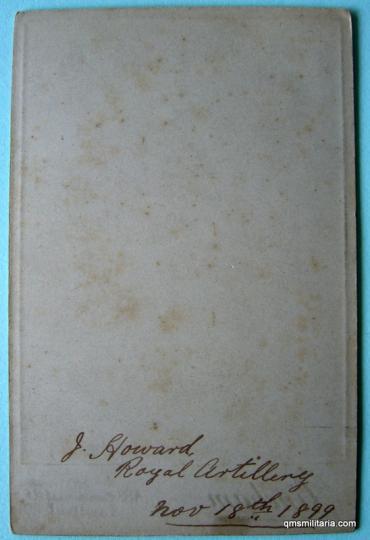 J. Howard
Royal Artillery
Nov 18th 1899
qmsmilitaria.com